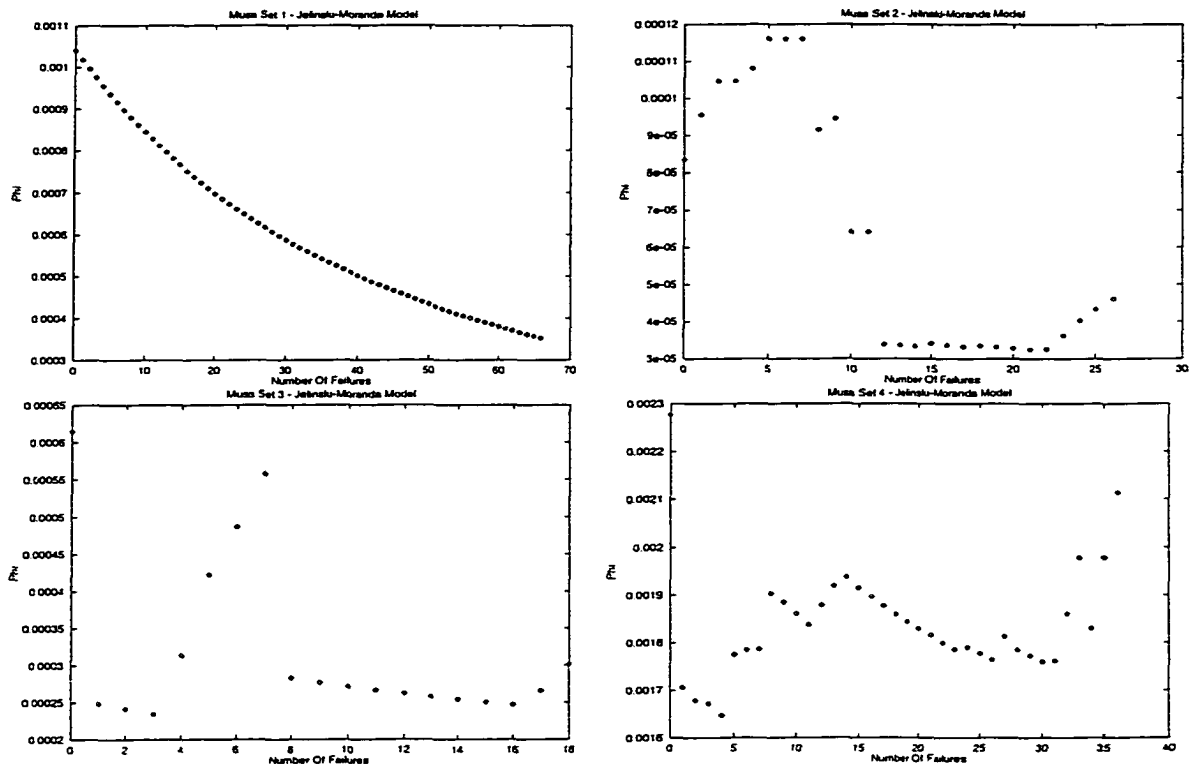 Musa Set 1 - Jelinski-Moranda Model
0.0011
0.001
0.0009
0.0008
0.0007
0.0006
0.0005
0.0004
0.0003
Phi
0 10 20 30 40 50 60 70
Number Of Failures
Musa Set 2 - Jelinski-Moranda Model
0.00012
0.00011
0.0001
9e-05
8e-05
7e-05
6e-05
5e-05
4e-05
3e-05
Phi
0 5 10 15 20 25 30
Number Of Failures
Musa Set 3 - Jelinski-Moranda Model
0.00065
0.0006
0.00055
0.0005
0.00045
0.0004
0.00035
0.0003
0.00025
0.0002
Phi
0 2 4 6 8 10 12 14 16 18
Number Of Failures
Musa Set 4 - Jelinski-Moranda Model
0.0023
0.0022
0.0021
0.002
0.0019
0.0018
0.0017
0.0016
Phi
0 5 10 15 20 25 30 35 40
Number Of Failures